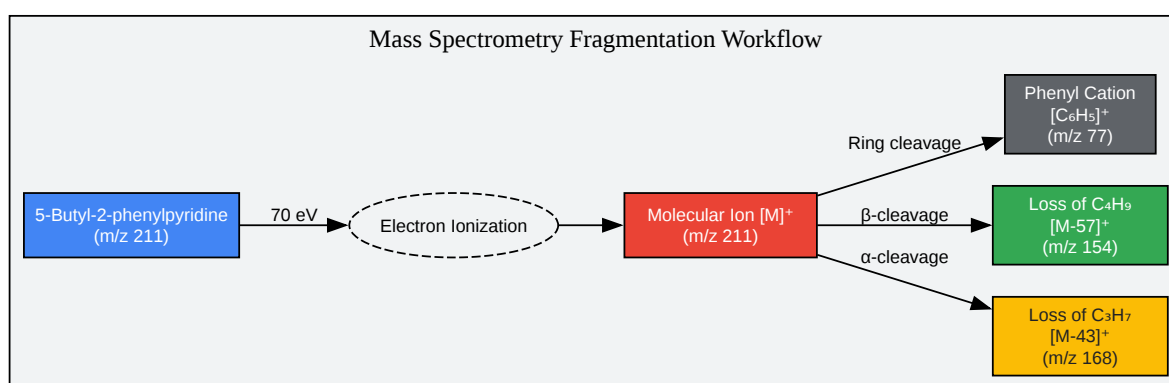 Mass Spectrometry Fragmentation Workflow
5-Butyl-2-phenylpyridine
(m/z 211)
70 eV
Electron Ionization
Molecular Ion [M]⁺
(m/z 211)
Ring cleavage
Phenyl Cation
[C₆H₅]⁺
(m/z 77)
β-cleavage
Loss of C₄H₉
[M-57]⁺
(m/z 154)
α-cleavage
Loss of C₃H₇
[M-43]⁺
(m/z 168)